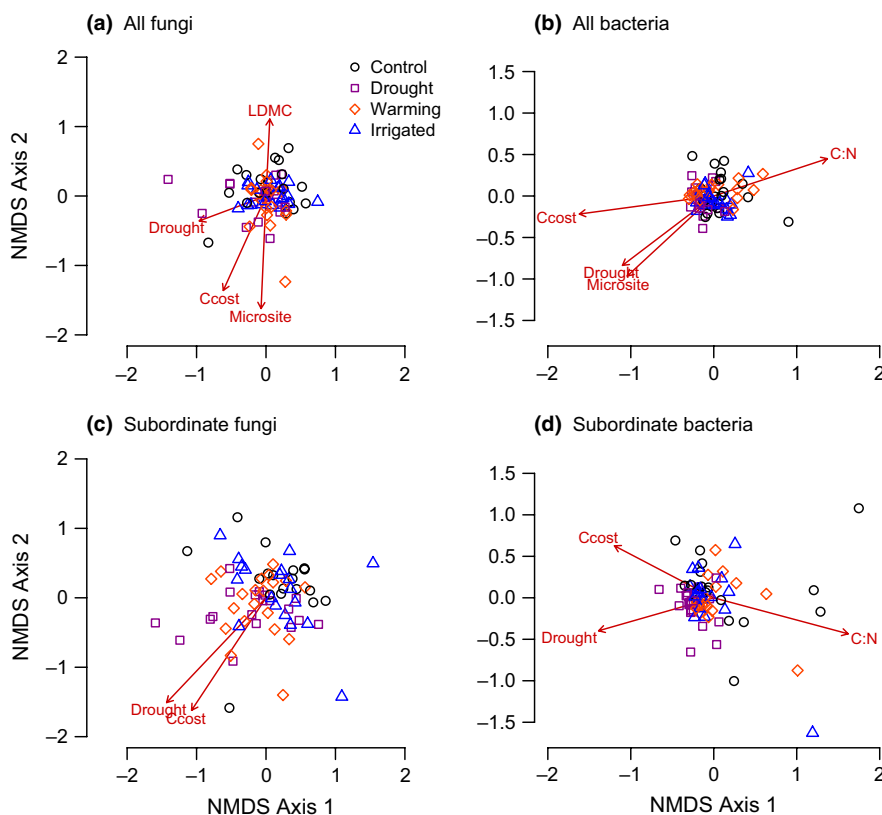 (a) All fungi
2
1
0
−1
−2
NMDS Axis 2
Control
Drought
Warming
Irrigated
LDMC
Drought
Ccost
Microsite
−2 −1 0 1 2
(b) All bacteria
1.5
1.0
0.5
0.0
−0.5
−1.0
−1.5
C:N
Ccost
Drought
Microsite
−2 −1 0 1 2
(c) Subordinate fungi
2
1
0
−1
−2
NMDS Axis 2
Drought
Ccost
−2 −1 0 1 2
NMDS Axis 1
(d) Subordinate bacteria
1.5
1.0
0.5
0.0
−0.5
−1.0
−1.5
Ccost
Drought
C:N
−2 −1 0 1 2
NMDS Axis 1